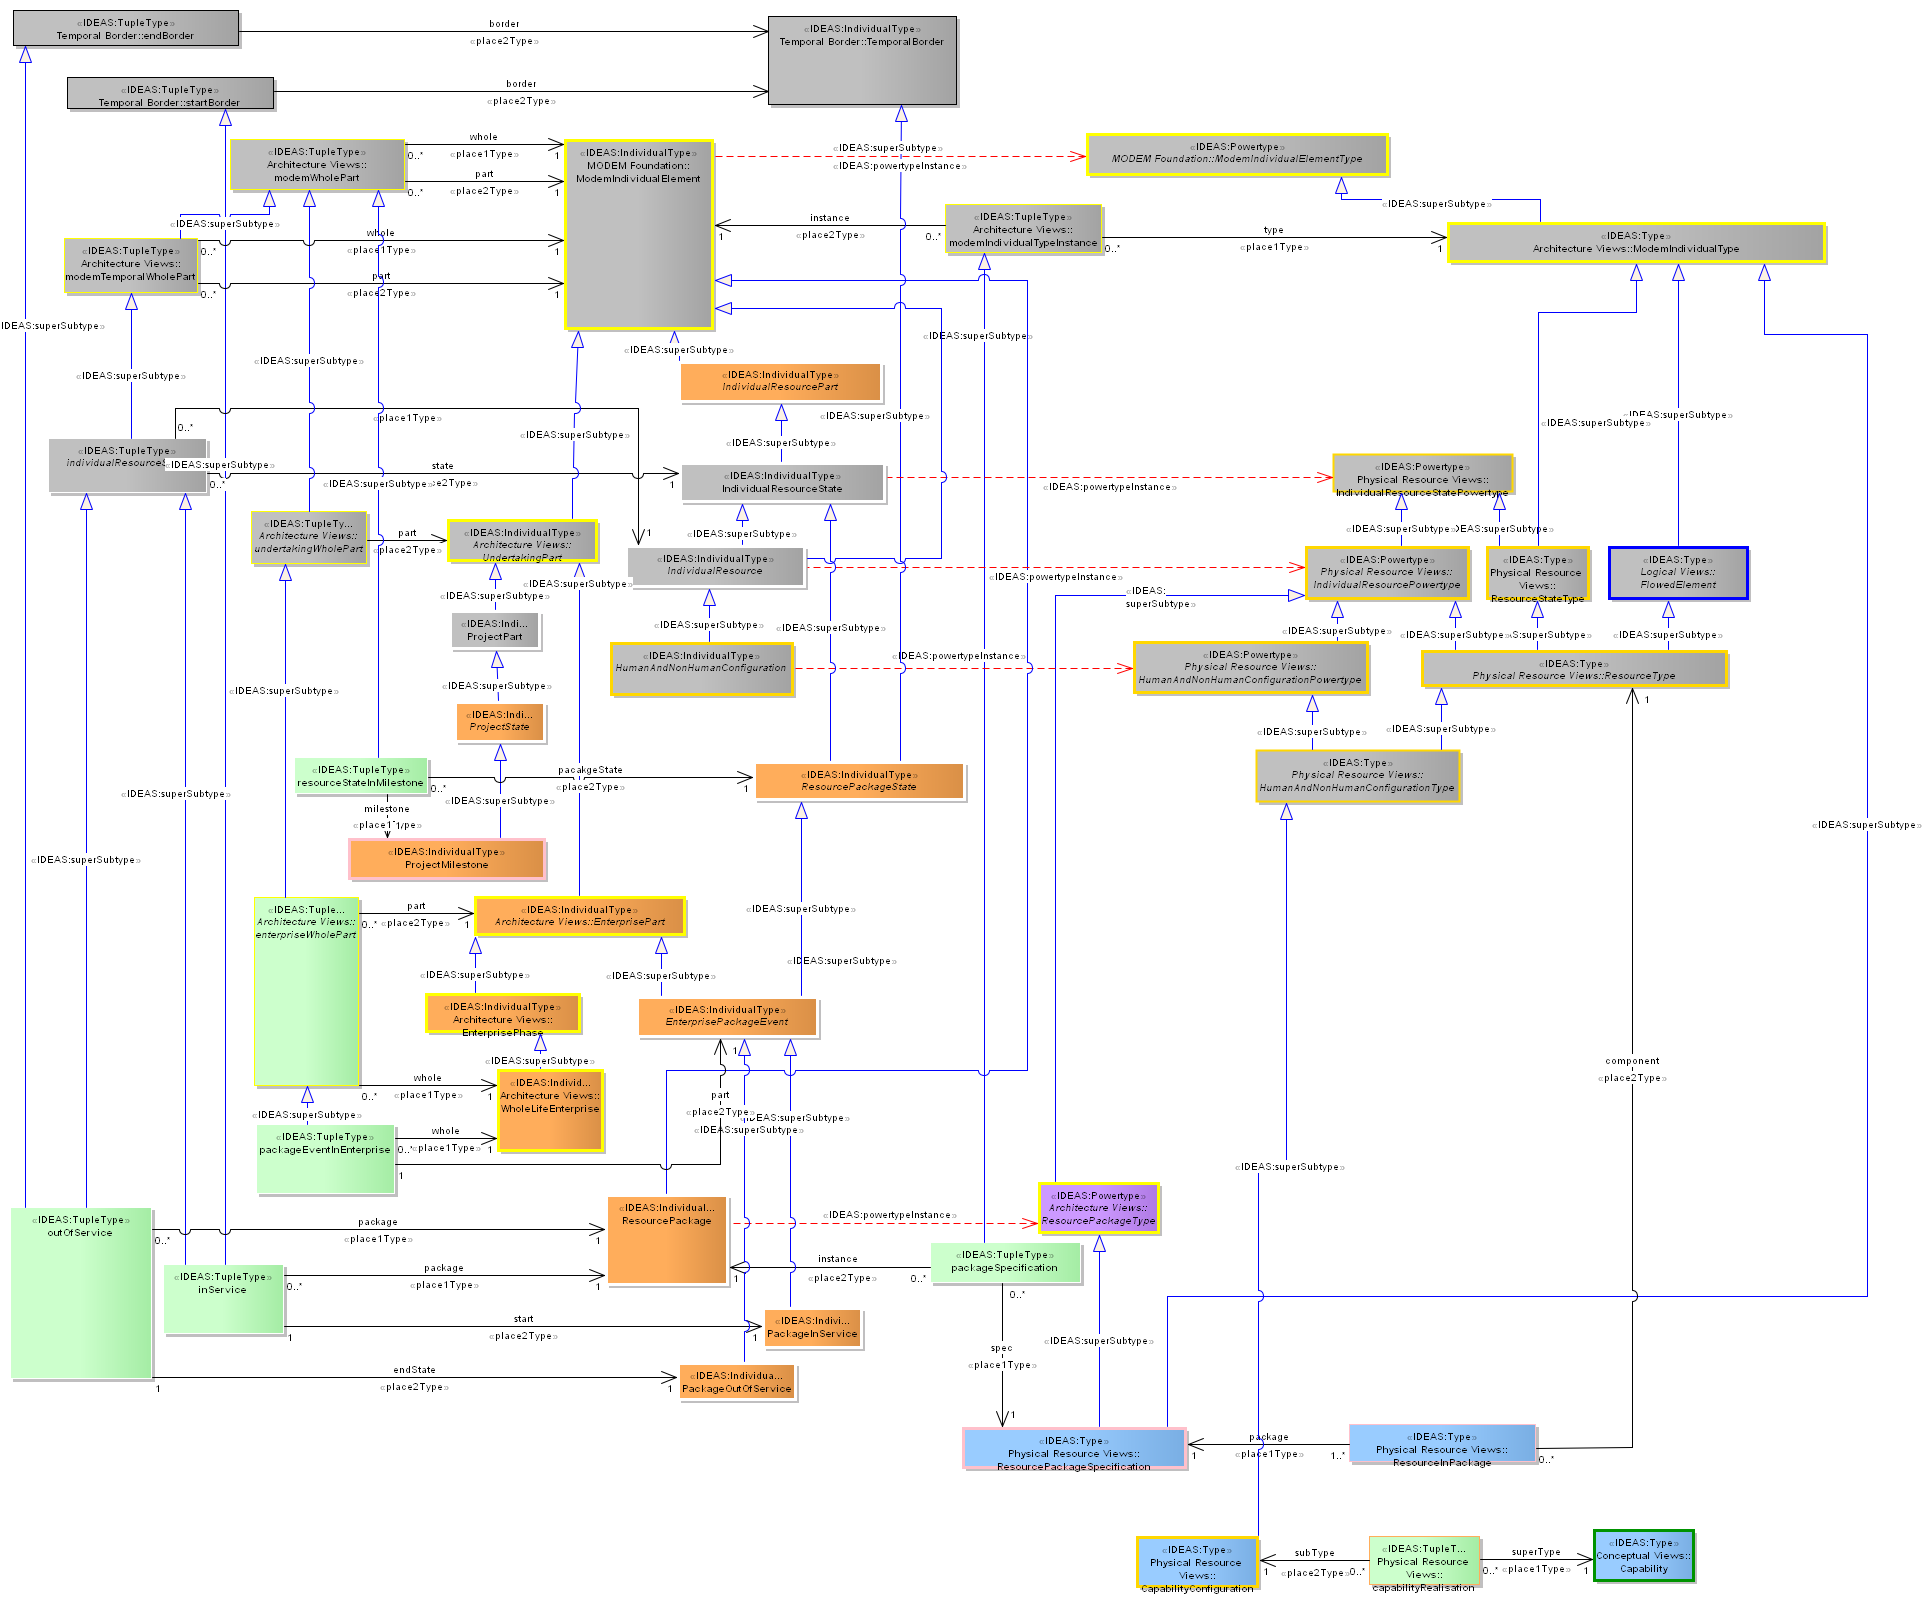 «IDEAS:TupleType»
Temporal Border::endBorder
border
«place2Type»
«IDEAS:IndividualType»
Temporal Border::TemporalBorder
«IDEAS:TupleType»
Temporal Border::startBorder
border
«place2Type»
«IDEAS:TupleType»
Architecture Views::
modemWholePart
whole
«place1Type»
0..*
1
part
«place2Type»
0..*
1
«IDEAS:IndividualType»
MODEM Foundation::
ModemIndividualElement
«IDEAS:superSubtype»
«IDEAS:powertypeInstance»
«IDEAS:Powertype»
MODEM Foundation::ModemIndividualElementType
«IDEAS:superSubtype»
«IDEAS:superSubtype»
«IDEAS:TupleType»
Architecture Views::
modemTemporalWholePart
whole
«place1Type»
0..*
1
part
«place2Type»
0..*
1
instance
«place2Type»
1
0..*
«IDEAS:TupleType»
Architecture Views::
modemIndividualTypeInstance
type
«place1Type»
0..*
1
«IDEAS:Type»
Architecture Views::ModemIndividualType
IDEAS:superSubtype»
«IDEAS:superSubtype»
«IDEAS:superSubtype»
«IDEAS:superSubtype»
«IDEAS:superSubtype»
«IDEAS:IndividualType»
IndividualResourcePart
«place1Type»
0..*
«IDEAS:superSubtype»
«IDEAS:superSubtype»
«IDEAS:superSubtype»
«IDEAS:superSubtype»
«IDEAS:superSubtype»
«IDEAS:TupleType»
individualResourceS
«IDEAS:superSubtype»
0..*
state
1
«IDEAS:superSubtype»
«IDEAS:IndividualType»
IndividualResourceState
«IDEAS:powertypeInstance»
«IDEAS:Powertype»
Physical Resource Views::
IndividualResourceStatePowertype
«IDEAS:TupleTy...
Architecture Views::
undertakingWholePart
part
«place2Type»
«IDEAS:IndividualType»
Architecture Views::
UndertakingPart
1
«IDEAS:superSubtype»
«IDEAS:IndividualType»
IndividualResource
«IDEAS:powertypeInstance»
«IDEAS:superSubtype»
«IDEAS:Powertype»
Physical Resource Views::
IndividualResourcePowertype
«IDEAS:Type»
Physical Resource
Views::
ResourceStateType
«IDEAS:Type»
Logical Views::
FlowedElement
«IDEAS:superSubtype»
«IDEAS:superSubtype»
«IDEAS:
superSubtype»
«IDEAS:Indi...
ProjectPart
«IDEAS:superSubtype»
«IDEAS:superSubtype»
«IDEAS:superSubtype»
«IDEAS:superSubtype»
«IDEAS:superSubtype»
«IDEAS:IndividualType»
HumanAndNonHumanConfiguration
«IDEAS:powertypeInstance»
«IDEAS:Powertype»
Physical Resource Views::
HumanAndNonHumanConfigurationPowertype
«IDEAS:Type»
Physical Resource Views::ResourceType
«IDEAS:superSubtype»
«IDEAS:superSubtype»
1
«IDEAS:Indi...
ProjectState
«IDEAS:superSubtype»
«IDEAS:superSubtype»
«IDEAS:TupleType»
resourceStateInMilestone
0..*
pacakgeState
«place2Type»
1
«IDEAS:IndividualType»
ResourcePackageState
«IDEAS:Type»
Physical Resource Views::
HumanAndNonHumanConfigurationType
«IDEAS:superSubtype»
«IDEAS:superSubtype»
milestone
«IDEAS:superSubtype»
«IDEAS:IndividualType»
ProjectMilestone
«IDEAS:superSubtype»
«IDEAS:Tuple...
Architecture Views::
enterpriseWholePart
part
«place2Type»
0..*
1
«IDEAS:IndividualType»
Architecture Views::EnterprisePart
«IDEAS:superSubtype»
«IDEAS:superSubtype»
«IDEAS:superSubtype»
«IDEAS:superSubtype»
«IDEAS:IndividualType»
Architecture Views::
EnterprisePhase
«IDEAS:IndividualType»
EnterprisePackageEvent
«IDEAS:superSubtype»
1
whole
«place1Type»
0..*
1
«IDEAS:Individ...
Architecture Views::
WholeLifeEnterprise
component
«place2Type»
«IDEAS:superSubtype»
part
«place2Type»
«IDEAS:superSubtype»
«IDEAS:TupleType»
packageEventInEnterprise
whole
«place1Type»
0..*
1
1
«IDEAS:superSubtype»
«IDEAS:TupleType»
outOfService
package
«place1Type»
0..*
1
«IDEAS:Individual...
ResourcePackage
«IDEAS:powertypeInstance»
«IDEAS:Powertype»
Architecture Views::
ResourcePackageType
«IDEAS:TupleType»
inService
package
0..*
1
instance
«place2Type»
1
0..*
«IDEAS:TupleType»
packageSpecification
0..*
start
«place2Type»
1
1
«IDEAS:Indivi...
PackageInService
endState
«place2Type»
1
1
«IDEAS:Individua...
PackageOutOfService
spec
«place1Type»
1
«IDEAS:superSubtype»
«IDEAS:Type»
Physical Resource Views::
ResourcePackageSpecification
package
«place1Type»
1
1..*
«IDEAS:Type»
Physical Resource Views::
ResourceInPackage
0..*
«IDEAS:Type»
Physical Resource
Views::
CapabilityConfiguration
subType
«place2Type»
1
0..*
«IDEAS:TupleT...
Physical Resource
Views::
capabilityRealisation
superType
«place1Type»
0..*
1
«IDEAS:Type»
Conceptual Views::
Capability